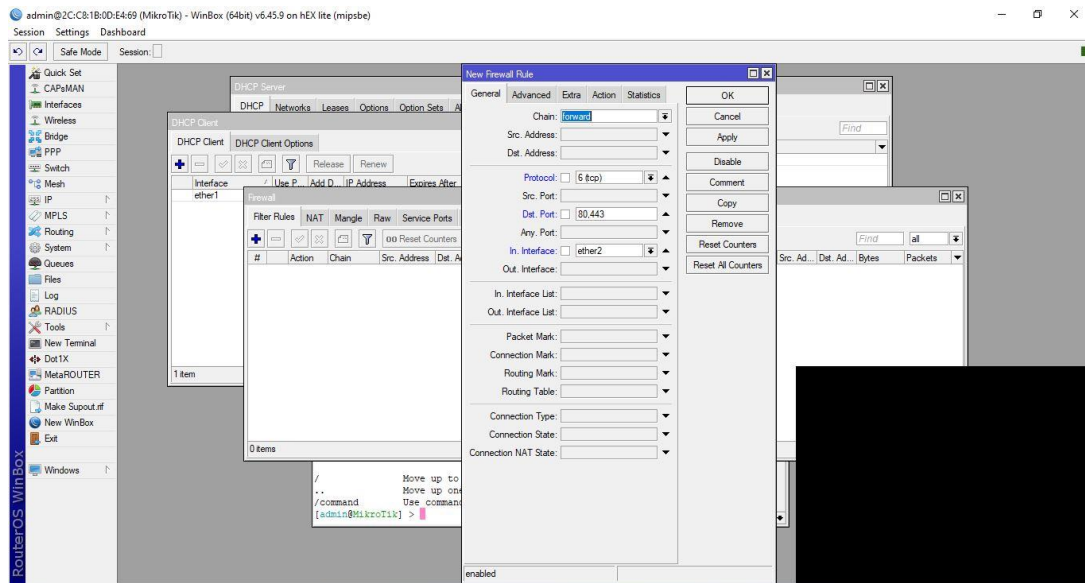 admin@2C:C8:1B:0D:E4:69 (MikroTik) - WinBox (64bit) v6.45.9 on hEX lite (mipsbe)
Session Settings Dashboard
Safe Mode Session:
Quick Set
CAPsMAN
Interfaces
Wireless
Bridge
PPP
Switch
Mesh
IP
MPLS
Routing
System
Queues
Files
Log
RADIUS
Tools
New Terminal
Dot1X
MetaROUTER
Partition
Make Supout.rif
New WinBox
Exit
Windows
RouterOS WinBox
DHCP Server
DHCP Networks Leases Options Option Sets
Find
DHCP Client
DHCP Client DHCP Client Options
Release Renew
Interface Use P... Add D... IP Address Expires After
ether1
1 item
Firewall
Filter Rules NAT Mangle Raw Service Ports
00 Reset Counters
Find all
# Action Chain Src. Address Dst. A
Src. Ad... Dst. Ad... Bytes Packets
0 items
/ Move up to
.. Move up one
/command Use command
[admin@MikroTik] >
New Firewall Rule
General Advanced Extra Action Statistics
Chain: forward
Src. Address:
Dst. Address:
Protocol: 6 (tcp)
Src. Port:
Dst. Port: 80,443
Any. Port:
In. Interface: ether2
Out. Interface:
In. Interface List:
Out. Interface List:
Packet Mark:
Connection Mark:
Routing Mark:
Routing Table:
Connection Type:
Connection State:
Connection NAT State:
enabled
OK
Cancel
Apply
Disable
Comment
Copy
Remove
Reset Counters
Reset All Counters